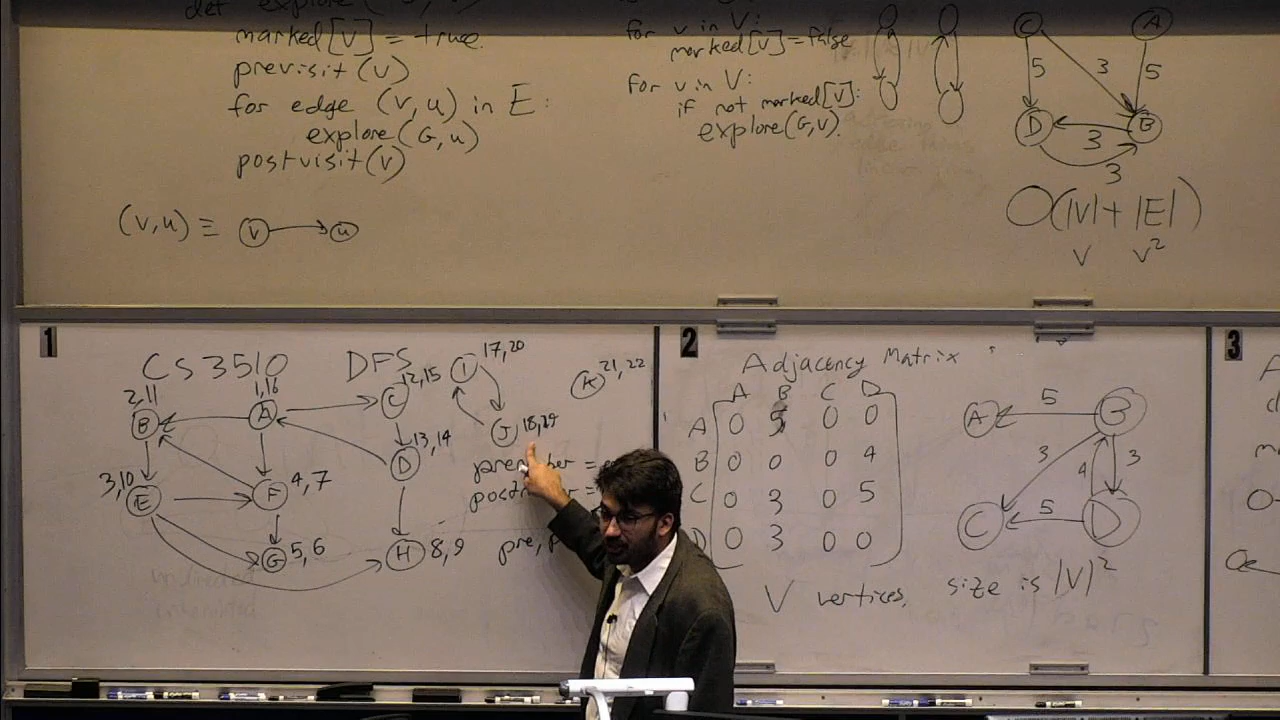 def explore(
marked[v] = true.
previsit(v)
for edge (v, u) in E:
explore(G, u)
postvisit(v)
(v, u) ≡ v u
for v in V:
marked[v] = false
for v in V:
if not marked[v]:
explore(G, v).
C A
5 3 5
D B
3
3
O(|V| + |E|)
V V²
1
CS 3510 DFS
I 17, 20
K 21, 22
2, 11 1, 16 C 12, 15
B A
J
D 13, 14
3, 10 E F 4, 7
G 5, 6 H 8, 9
pre,
2
Adjacency Matrix
A B C D
A 0 5 0 0
B 0 0 0 4
C 0 3 0 5
D 0 3 0 0
V vertices, size is |V|²
A 5 B
3 4 3
C 5 D
3